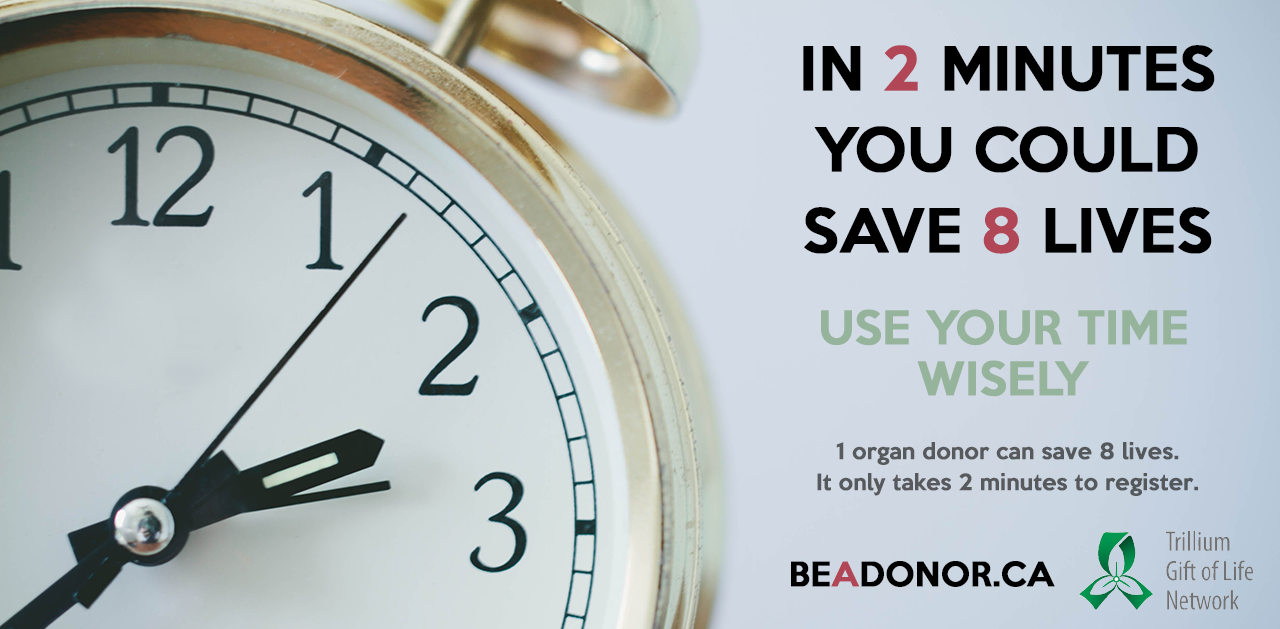 12
1
2
3
IN 2 MINUTES
YOU COULD
SAVE 8 LIVES
USE YOUR TIME
WISELY
1 organ donor can save 8 lives.
It only takes 2 minutes to register.
BEADONOR.CA
Trillium
Gift of Life
Network